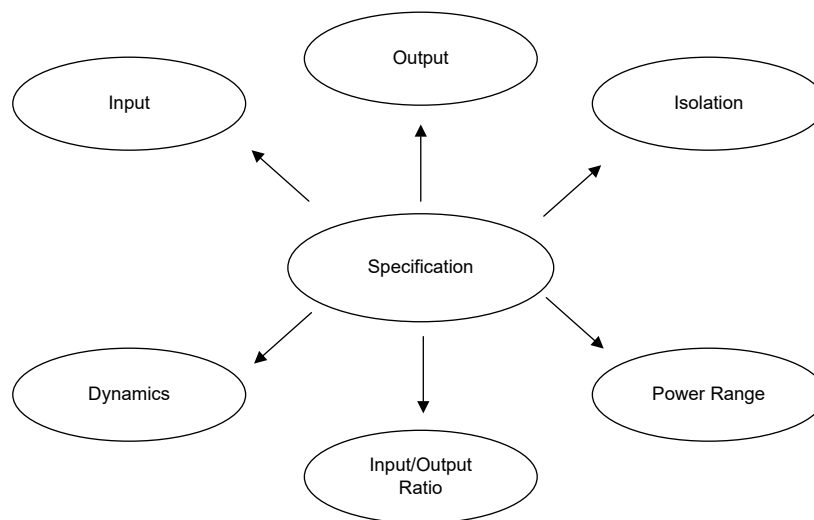 Output
Input
Isolation
Specification
Dynamics
Power Range
Input/Output
Ratio